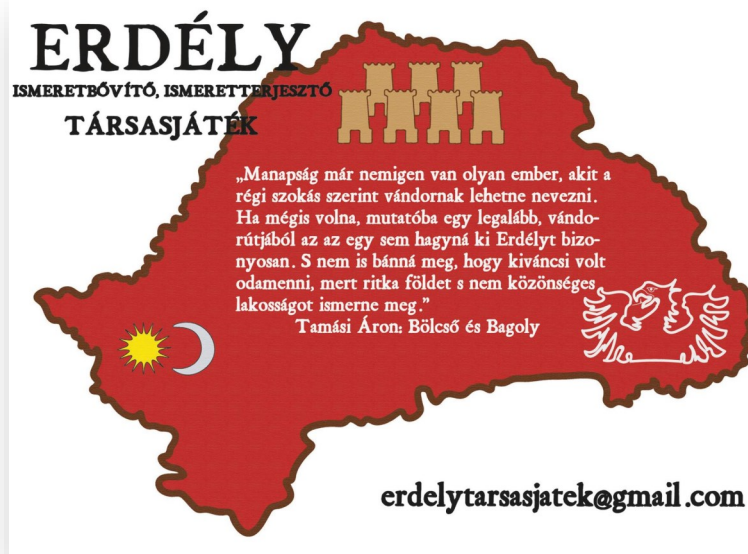 ERDÉLY
ISMERETBŐVÍTŐ, ISMERETTERJESZTŐ
TÁRSASJÁTÉK
„Manapság már nemigen van olyan ember, akit a
régi szokás szerint vándornak lehetne nevezni.
Ha mégis volna, mutatóba egy legalább, vándo-
rútjából az az egy sem hagyná ki Erdélyt bizo-
nyosan. S nem is bánná meg, hogy kiváncsi volt
odamenni, mert ritka földet s nem közönséges
lakosságot ismerne meg.”
Tamási Áron: Bölcső és Bagoly
erdelytarsasjatek@gmail.com